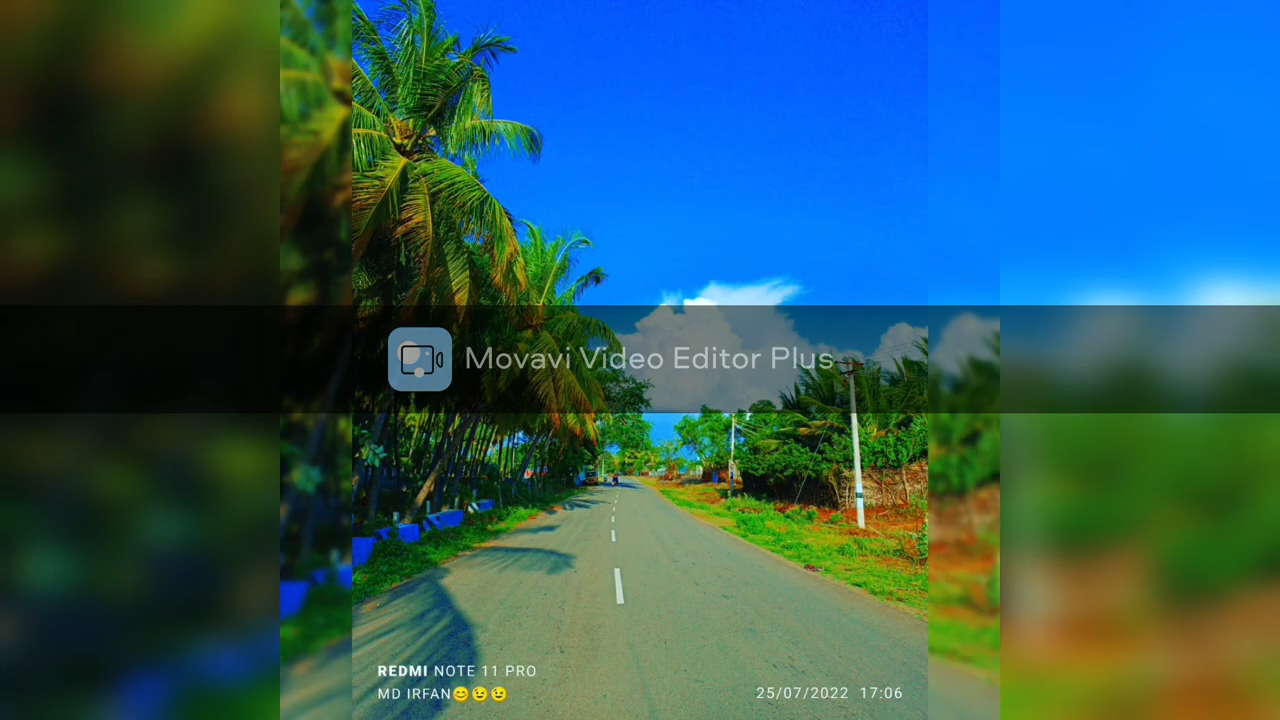 Movavi Video Editor Plus
REDMI NOTE 11 PRO
MD IRFAN😊😉😉
25/07/2022 17:06